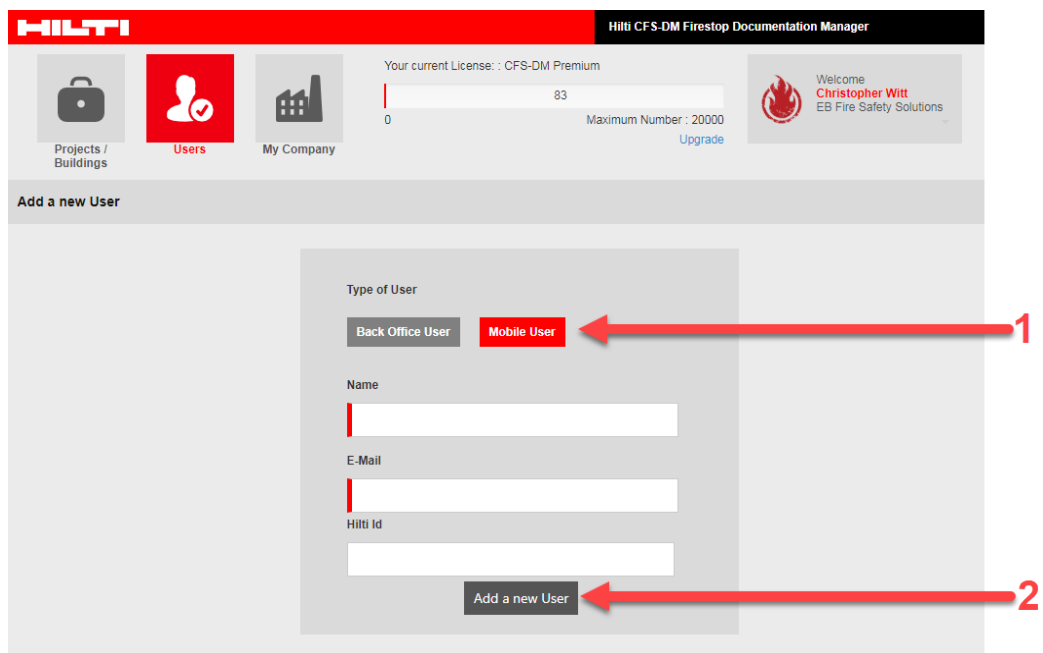 HILTI
Hilti CFS-DM Firestop Documentation Manager
Projects /
Buildings
Users
My Company
Your current License: : CFS-DM Premium
83
0
Maximum Number : 20000
Upgrade
Welcome
Christopher Witt
EB Fire Safety Solutions
Add a new User
Type of User
Back Office User
Mobile User
1
Name
E-Mail
Hilti Id
Add a new User
2